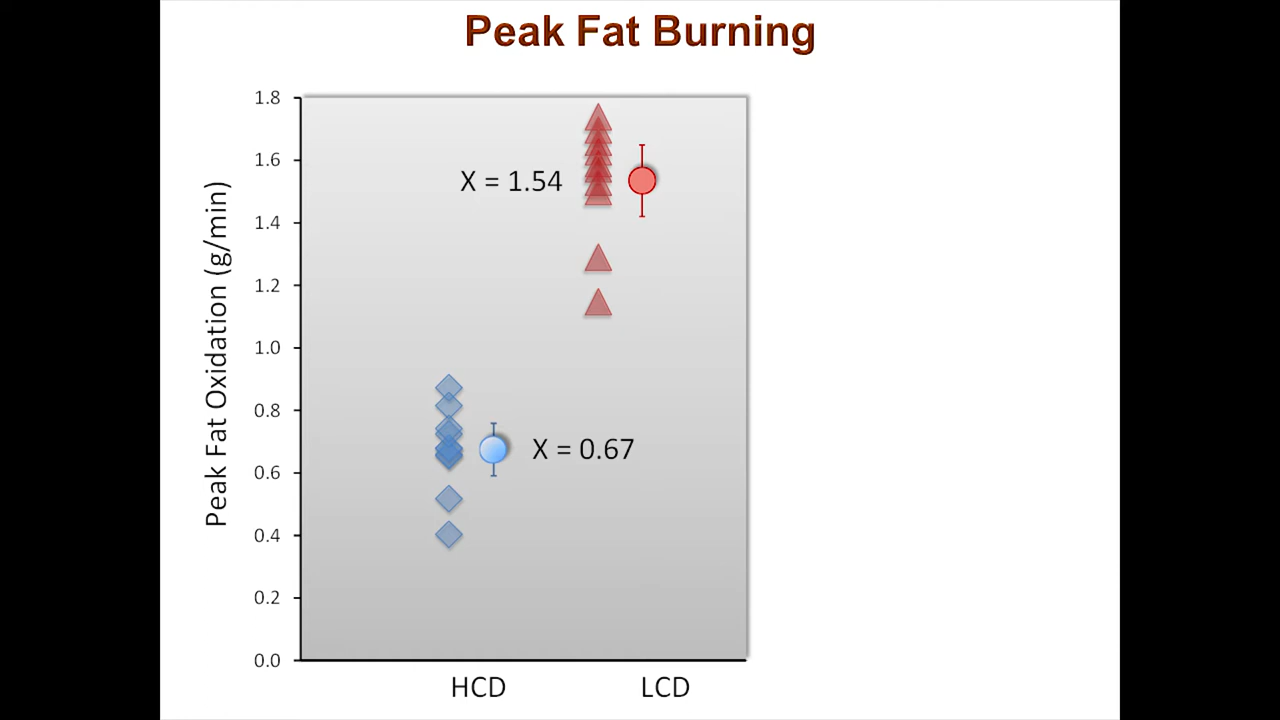 Peak Fat Burning
Peak Fat Oxidation (g/min)
1.8
1.6
1.4
1.2
1.0
0.8
0.6
0.4
0.2
0.0
X = 1.54
X = 0.67
HCD
LCD